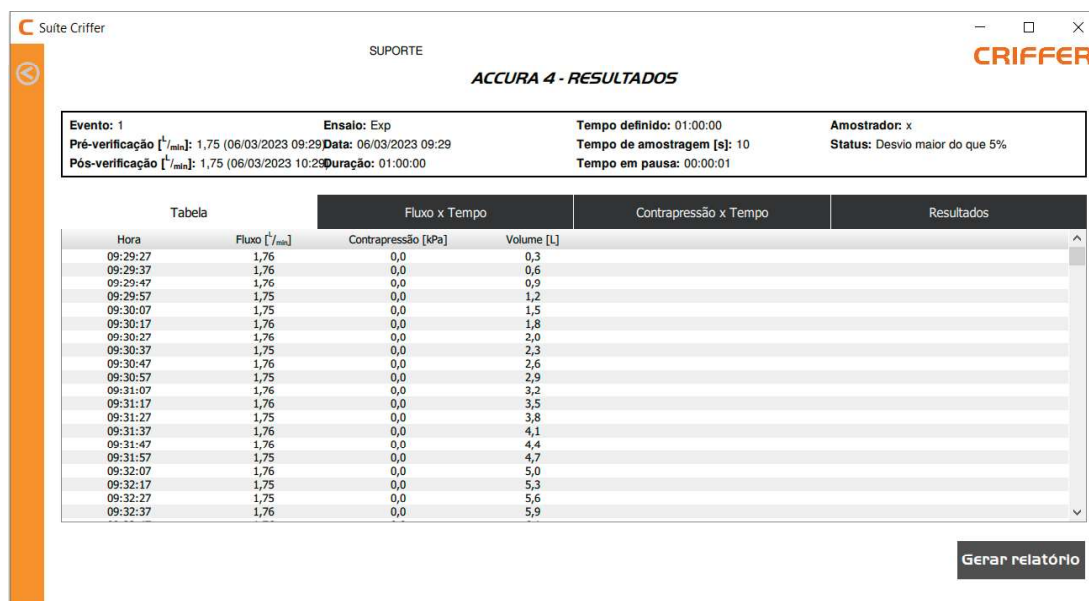 Suíte Criffer
SUPORTE
CRIFFER
ACCURA 4 - RESULTADOS
Evento: 1 Ensaio: Exp Tempo definido: 01:00:00 Amostrador: x
Pré-verificação [L/min]: 1,75 (06/03/2023 09:29) Data: 06/03/2023 09:29 Tempo de amostragem [s]: 10 Status: Desvio maior do que 5%
Pós-verificação [L/min]: 1,75 (06/03/2023 10:29) Duração: 01:00:00 Tempo em pausa: 00:00:01
Tabela Fluxo x Tempo Contrapressão x Tempo Resultados
Hora Fluxo [L/min] Contrapressão [kPa] Volume [L]
09:29:27 1,76 0,0 0,3
09:29:37 1,76 0,0 0,6
09:29:47 1,76 0,0 0,9
09:29:57 1,75 0,0 1,2
09:30:07 1,75 0,0 1,5
09:30:17 1,76 0,0 1,8
09:30:27 1,76 0,0 2,0
09:30:37 1,75 0,0 2,3
09:30:47 1,76 0,0 2,6
09:30:57 1,75 0,0 2,9
09:31:07 1,76 0,0 3,2
09:31:17 1,76 0,0 3,5
09:31:27 1,75 0,0 3,8
09:31:37 1,76 0,0 4,1
09:31:47 1,76 0,0 4,4
09:31:57 1,75 0,0 4,7
09:32:07 1,76 0,0 5,0
09:32:17 1,75 0,0 5,3
09:32:27 1,75 0,0 5,6
09:32:37 1,76 0,0 5,9
Gerar relatório